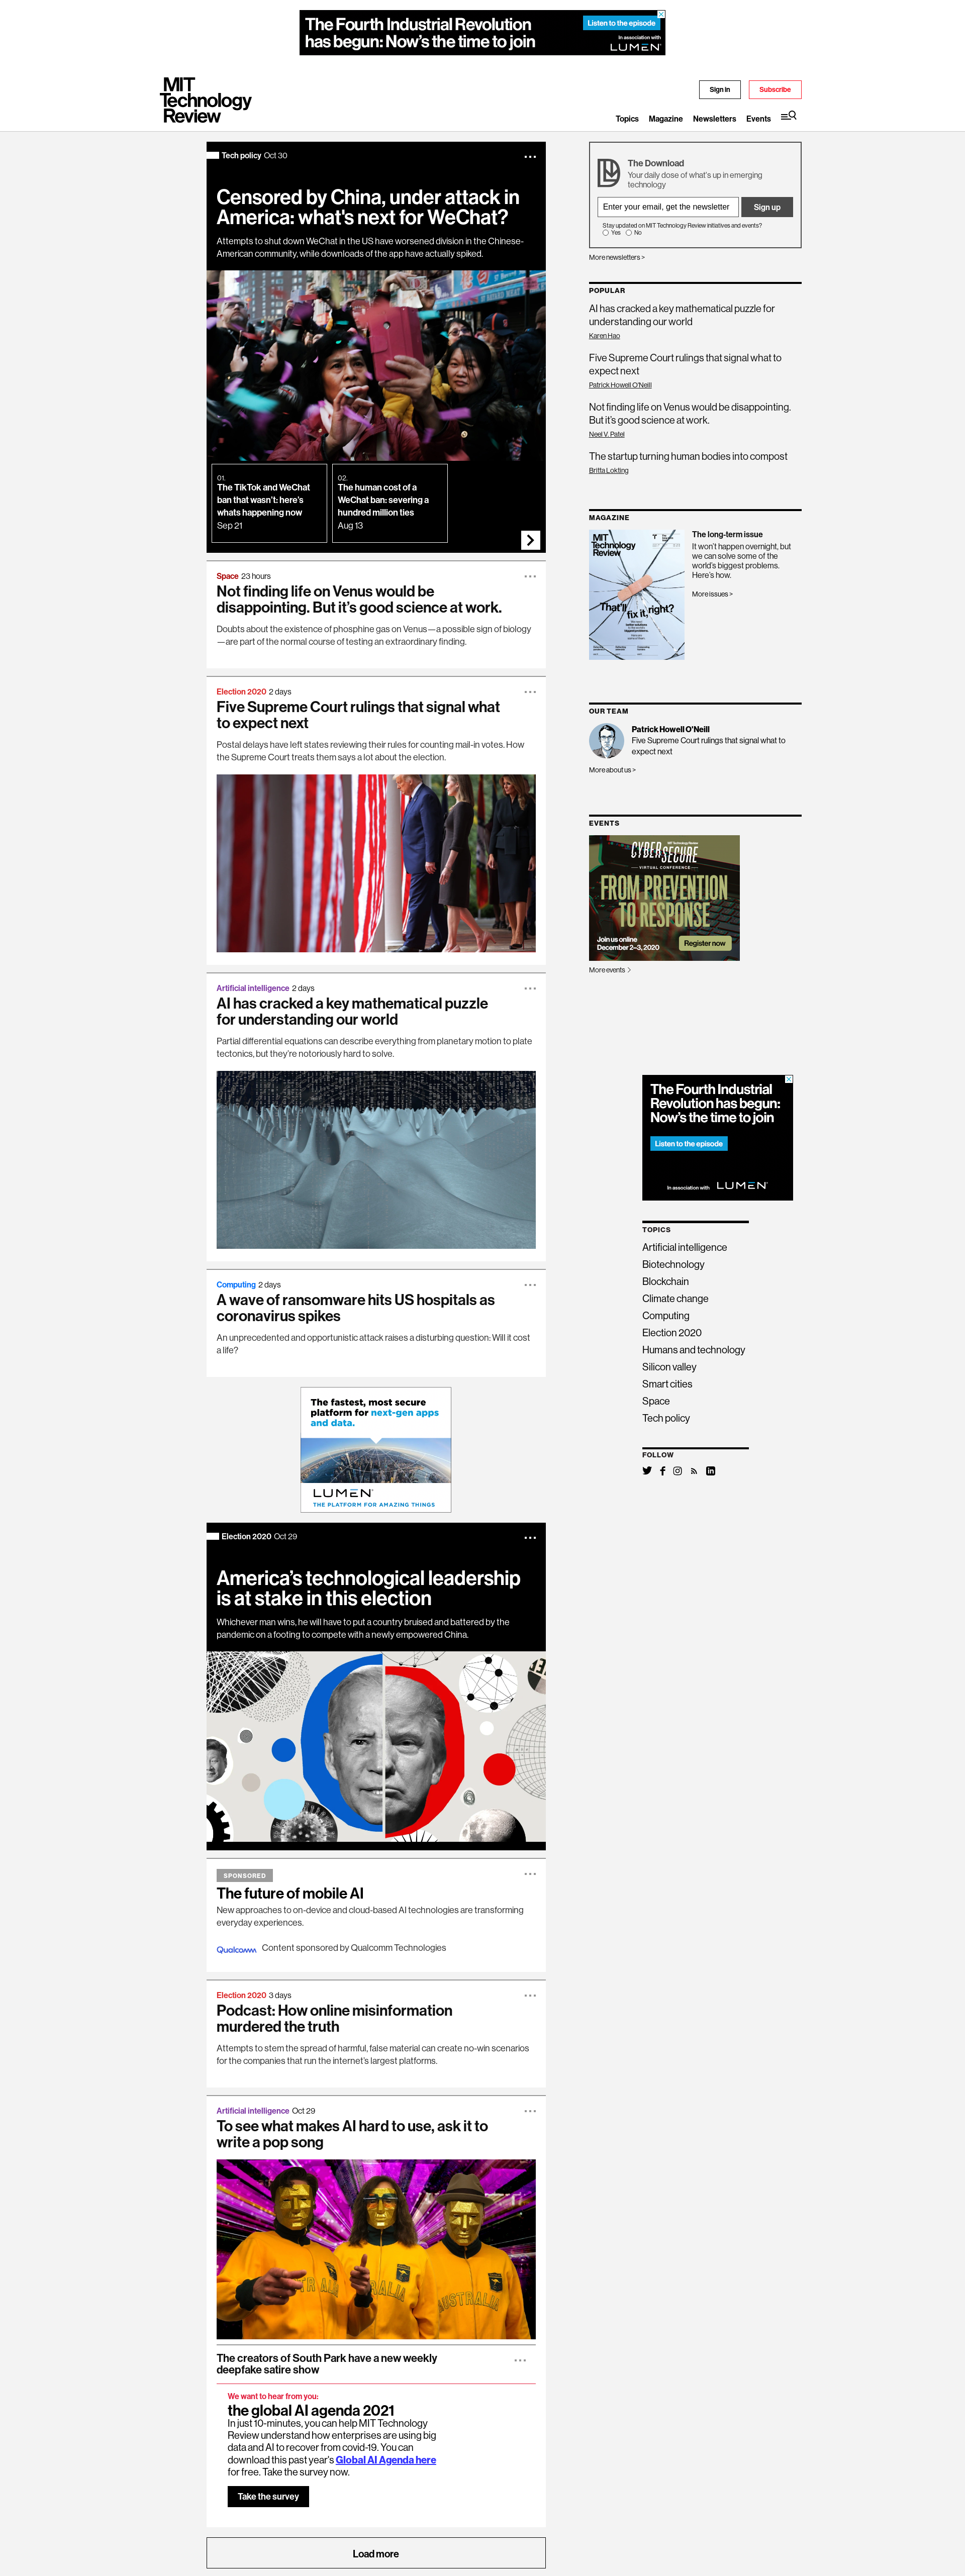 The Fourth Industrial Revolution
has begun: Now's the time to join
Listen to the episode
In association with
LUMEN
MIT
Technology
Review
Sign in
Subscribe
Topics
Magazine
Newsletters
Events
Tech policy Oct 30
Censored by China, under attack in
America: what's next for WeChat?
Attempts to shut down WeChat in the US have worsened division in the Chinese-
American community, while downloads of the app have actually spiked.
01.
The TikTok and WeChat
ban that wasn't: here's
whats happening now
Sep 21
02.
The human cost of a
WeChat ban: severing a
hundred million ties
Aug 13
Space 23 hours
Not finding life on Venus would be
disappointing. But it's good science at work.
Doubts about the existence of phosphine gas on Venus—a possible sign of biology
—are part of the normal course of testing an extraordinary finding.
Election 2020 2 days
Five Supreme Court rulings that signal what
to expect next
Postal delays have left states reviewing their rules for counting mail-in votes. How
the Supreme Court treats them says a lot about the election.
Artificial intelligence 2 days
AI has cracked a key mathematical puzzle
for understanding our world
Partial differential equations can describe everything from planetary motion to plate
tectonics, but they're notoriously hard to solve.
Computing 2 days
A wave of ransomware hits US hospitals as
coronavirus spikes
An unprecedented and opportunistic attack raises a disturbing question: Will it cost
a life?
The fastest, most secure
platform for next-gen apps
and data.
LUMEN
THE PLATFORM FOR AMAZING THINGS
Election 2020 Oct 29
America's technological leadership
is at stake in this election
Whichever man wins, he will have to put a country bruised and battered by the
pandemic on a footing to compete with a newly empowered China.
SPONSORED
The future of mobile AI
New approaches to on-device and cloud-based AI technologies are transforming
everyday experiences.
Qualcomm Content sponsored by Qualcomm Technologies
Election 2020 3 days
Podcast: How online misinformation
murdered the truth
Attempts to stem the spread of harmful, false material can create no-win scenarios
for the companies that run the internet's largest platforms.
Artificial intelligence Oct 29
To see what makes AI hard to use, ask it to
write a pop song
AUSTRALIA
The creators of South Park have a new weekly
deepfake satire show
We want to hear from you:
the global AI agenda 2021
In just 10-minutes, you can help MIT Technology
Review understand how enterprises are using big
data and AI to recover from covid-19. You can
download this past year's Global AI Agenda here
for free. Take the survey now.
Take the survey
Load more
The Download
Your daily dose of what's up in emerging
technology
Enter your email, get the newsletter
Sign up
Stay updated on MIT Technology Review initiatives and events?
Yes No
More newsletters >
POPULAR
AI has cracked a key mathematical puzzle for
understanding our world
Karen Hao
Five Supreme Court rulings that signal what to
expect next
Patrick Howell O'Neill
Not finding life on Venus would be disappointing.
But it's good science at work.
Neel V. Patel
The startup turning human bodies into compost
Britta Lokting
MAGAZINE
MIT
Technology
Review
That'll
fix it, right?
The long-term issue
It won't happen overnight, but
we can solve some of the
world's biggest problems.
Here's how.
More issues >
OUR TEAM
Patrick Howell O'Neill
Five Supreme Court rulings that signal what to
expect next
More about us >
EVENTS
MIT Technology Review
CYBER
SECURE
VIRTUAL CONFERENCE
FROM PREVENTION
TO RESPONSE
Join us online
December 2–3, 2020
Register now
More events
The Fourth Industrial
Revolution has begun:
Now's the time to join
Listen to the episode
In association with LUMEN
TOPICS
Artificial intelligence
Biotechnology
Blockchain
Climate change
Computing
Election 2020
Humans and technology
Silicon valley
Smart cities
Space
Tech policy
FOLLOW